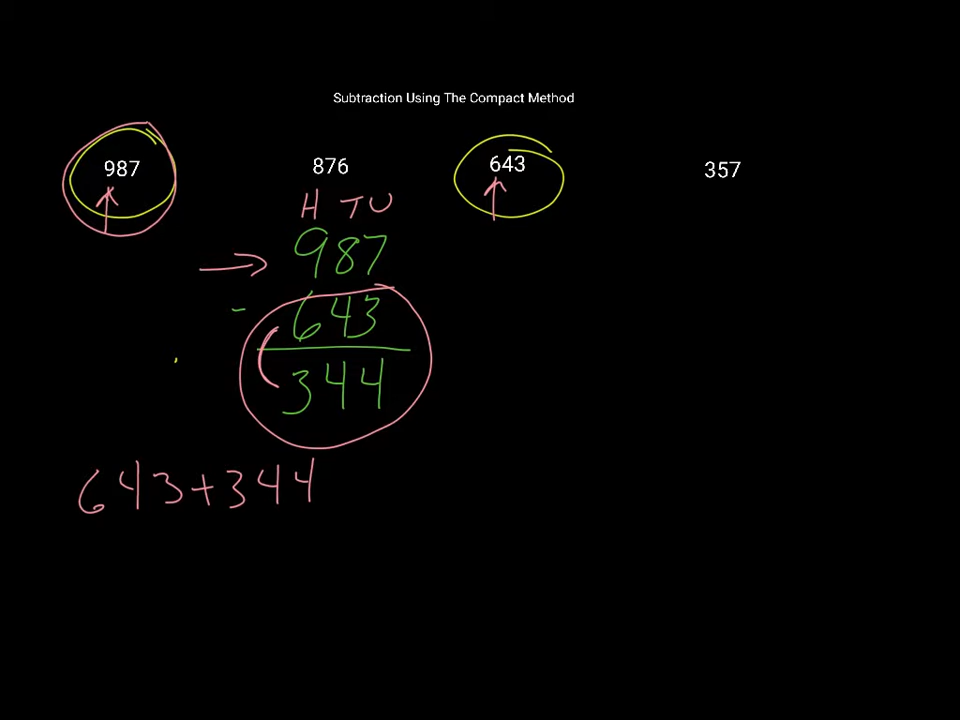 Subtraction Using The Compact Method
987 876 643 357
H T U
987
- 643
344
643+344